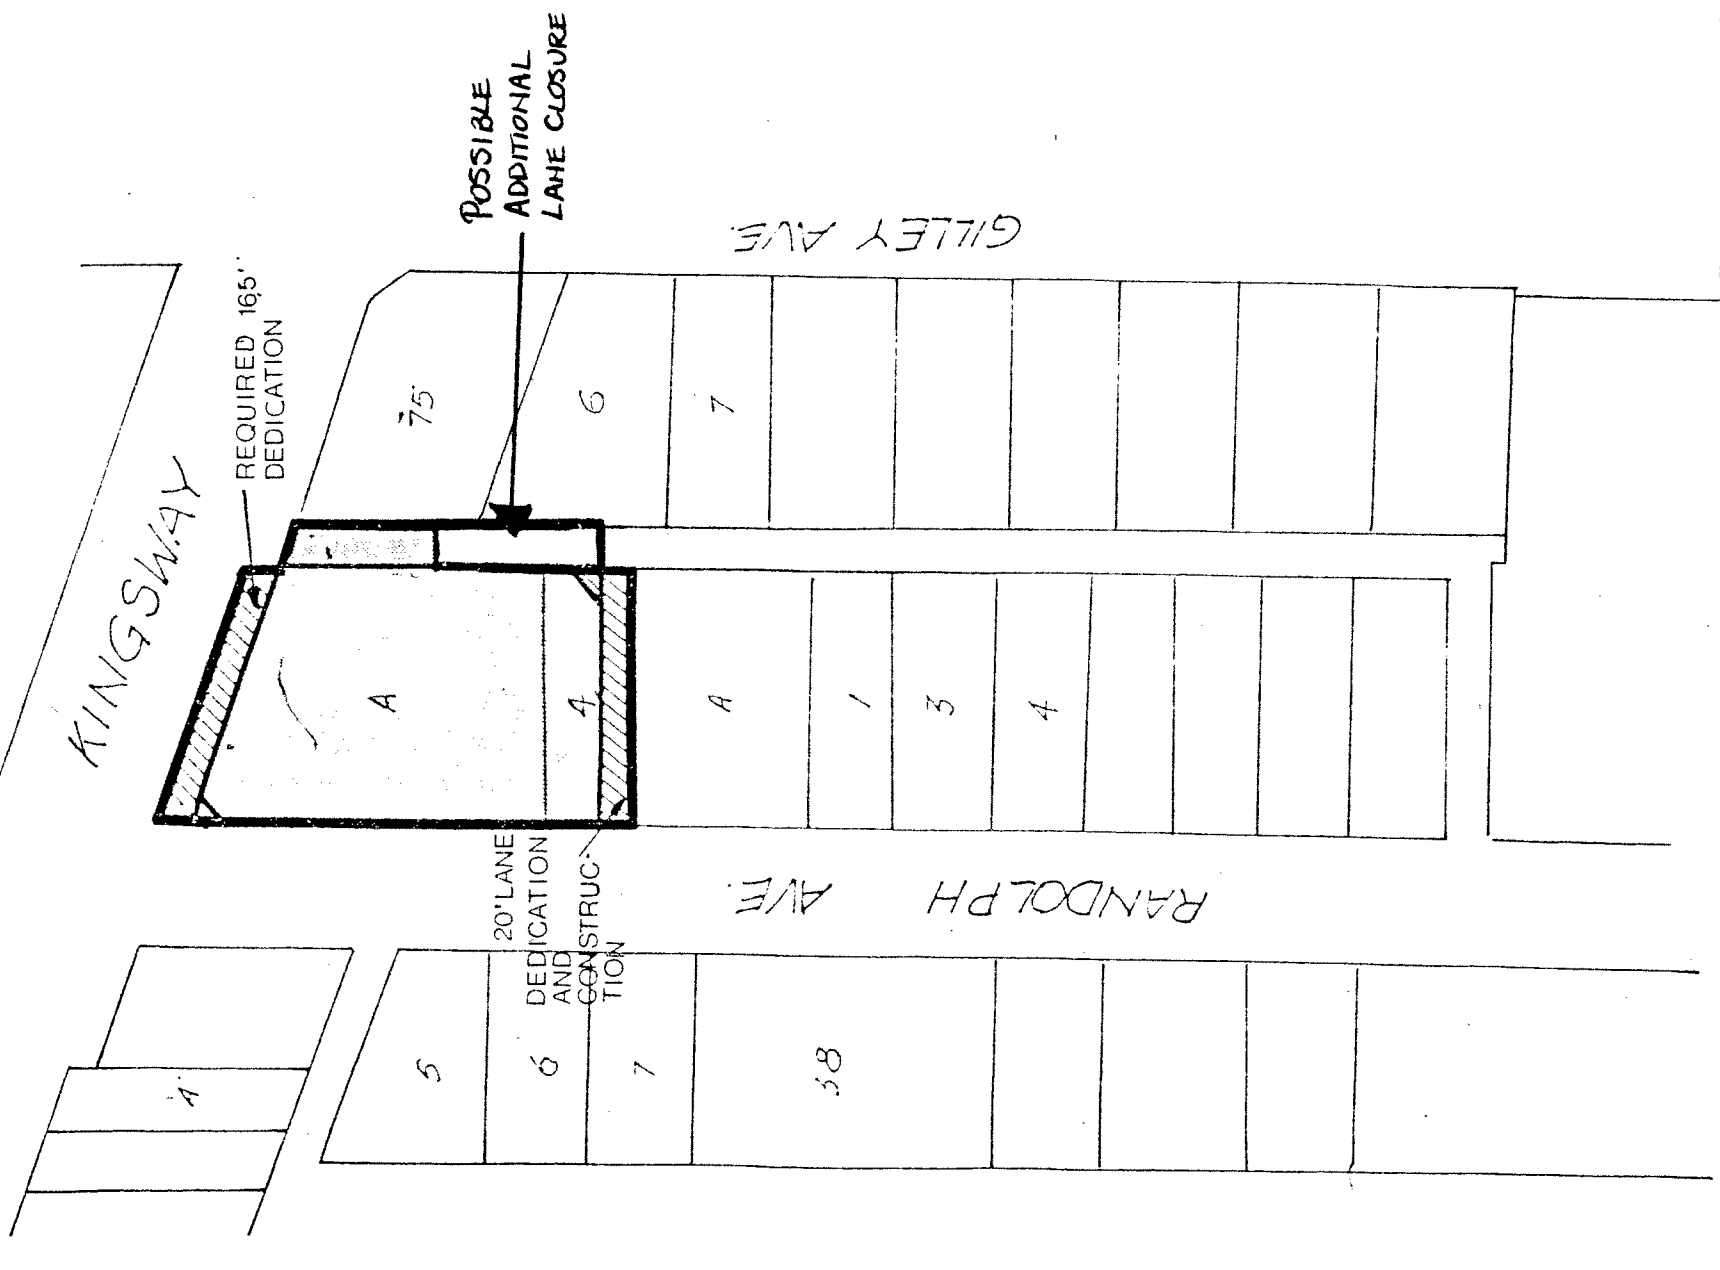 KINGSWAY
REQUIRED 16.5'
DEDICATION
POSSIBLE
ADDITIONAL
LANE CLOSURE
GILLEY AVE.
75
6
7
A
4
A
1
3
4
20' LANE
DEDICATION
AND
CONSTRUC-
TION
RANDOLPH AVE.
A
5
6
7
38